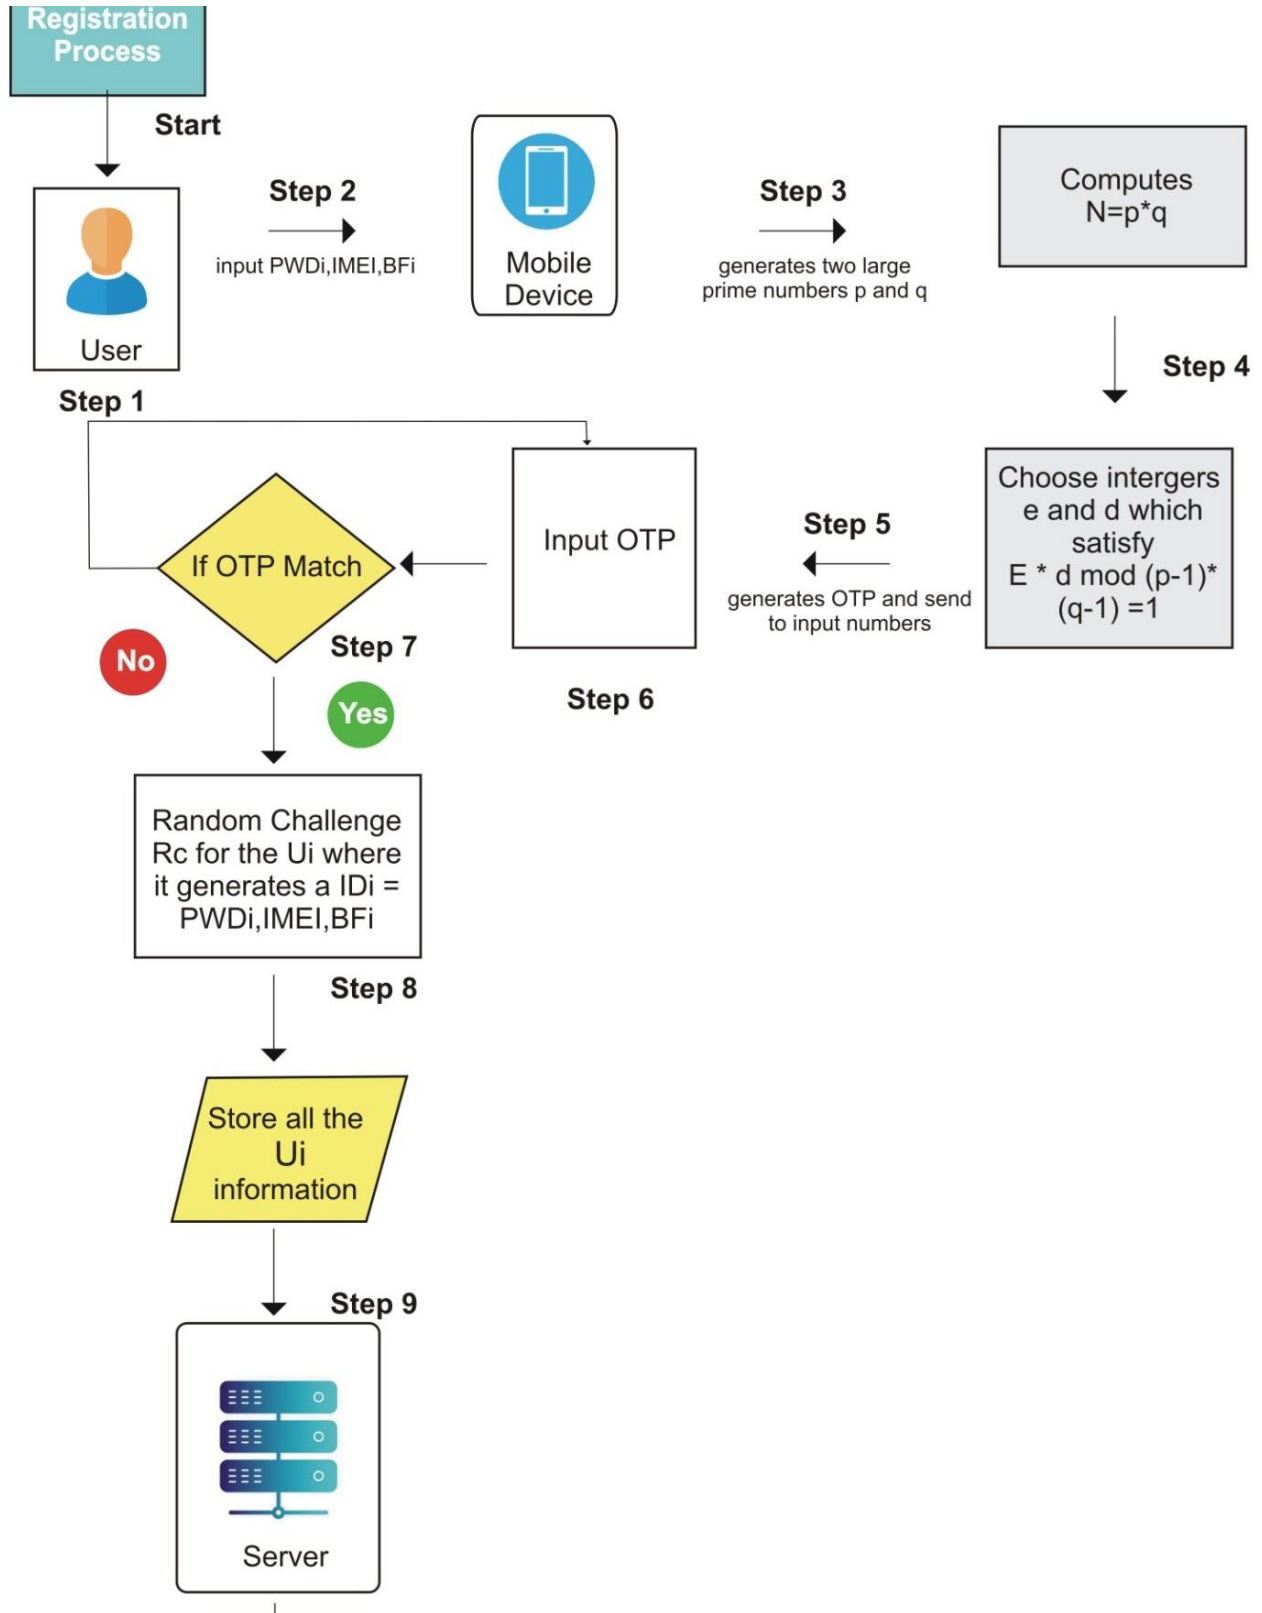 Registration
Process
Start
User
Step 1
Step 2
input PWDi,IMEI,BFi
Mobile
Device
Step 3
generates two large
prime numbers p and q
Computes
N=p*q
Step 4
Choose intergers
e and d which
satisfy
E * d mod (p-1)*
(q-1) =1
Step 5
generates OTP and send
to input numbers
Input OTP
Step 6
If OTP Match
Step 7
No
Yes
Random Challenge
Rc for the Ui where
it generates a IDi =
PWDi,IMEI,BFi
Step 8
Store all the
Ui
information
Step 9
Server